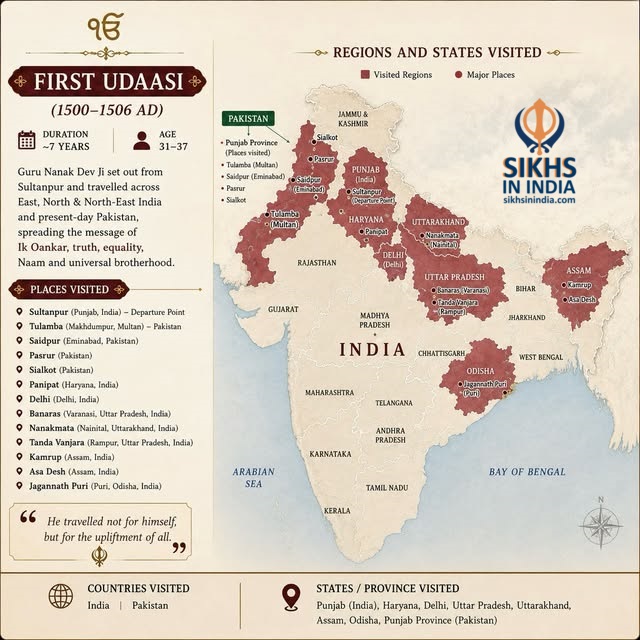 ੴ
FIRST UDAASI
(1500–1506 AD)
DURATION
~7 YEARS
AGE
31–37
Guru Nanak Dev Ji set out from
Sultanpur and travelled across
East, North & North-East India
and present-day Pakistan,
spreading the message of
Ik Oankar, truth, equality,
Naam and universal brotherhood.
PLACES VISITED
Sultanpur (Punjab, India) – Departure Point
Tulamba (Makhdumpur, Multan) – Pakistan
Saidpur (Eminabad, Pakistan)
Pasrur (Pakistan)
Sialkot (Pakistan)
Panipat (Haryana, India)
Delhi (Delhi, India)
Banaras (Varanasi, Uttar Pradesh, India)
Nanakmata (Nainital, Uttarakhand, India)
Tanda Vanjara (Rampur, Uttar Pradesh, India)
Kamrup (Assam, India)
Asa Desh (Assam, India)
Jagannath Puri (Puri, Odisha, India)
“ He travelled not for himself,
but for the upliftment of all. ”
REGIONS AND STATES VISITED
Visited Regions
Major Places
PAKISTAN
• Punjab Province
(Places visited)
• Tulamba (Multan)
• Saidpur (Eminabad)
• Pasrur
• Sialkot
JAMMU &
KASHMIR
Sialkot
Pasrur
Saidpur
(Eminabad)
Tulamba
(Multan)
PUNJAB
(India)
Sultanpur
(Departure Point)
HARYANA
Panipat
DELHI
(Delhi)
UTTARAKHAND
Nanakmata
(Nainital)
UTTAR PRADESH
Banaras (Varanasi)
Tanda Vanjara
(Rampur)
ASSAM
Kamrup
Asa Desh
SIKHS
IN INDIA
sikhsinindia.com
RAJASTHAN
BIHAR
GUJARAT
MADHYA
PRADESH
JHARKHAND
INDIA
CHHATTISGARH
WEST BENGAL
ODISHA
Jagannath Puri
(Puri)
MAHARASHTRA
TELANGANA
ANDHRA
PRADESH
KARNATAKA
TAMIL NADU
KERALA
ARABIAN
SEA
BAY OF BENGAL
N
COUNTRIES VISITED
India | Pakistan
STATES / PROVINCE VISITED
Punjab (India), Haryana, Delhi, Uttar Pradesh, Uttarakhand,
Assam, Odisha, Punjab Province (Pakistan)